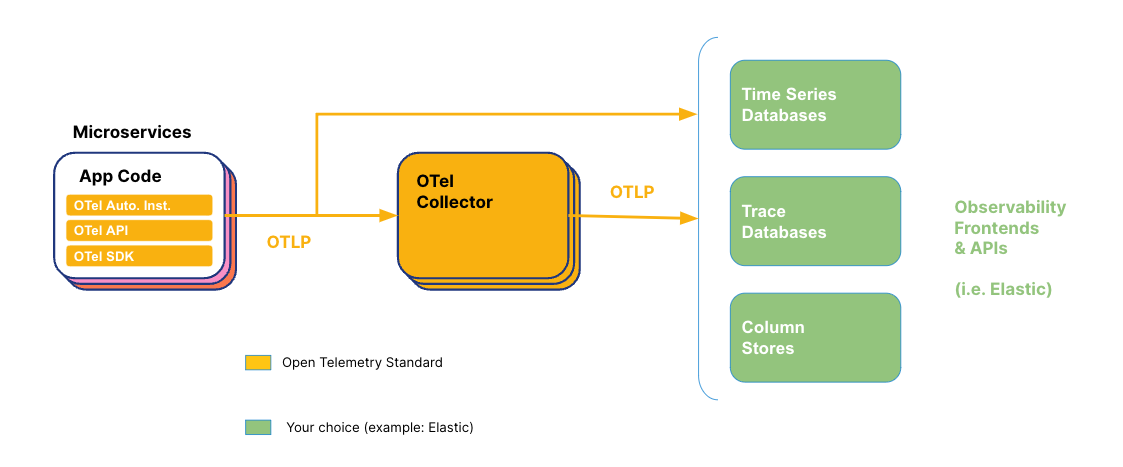 Microservices
App Code
OTel Auto. Inst.
OTel API
OTel SDK
OTLP
OTel
Collector
OTLP
Time Series
Databases
Trace
Databases
Column
Stores
Observability
Frontends
& APIs
(i.e. Elastic)
Open Telemetry Standard
Your choice (example: Elastic)